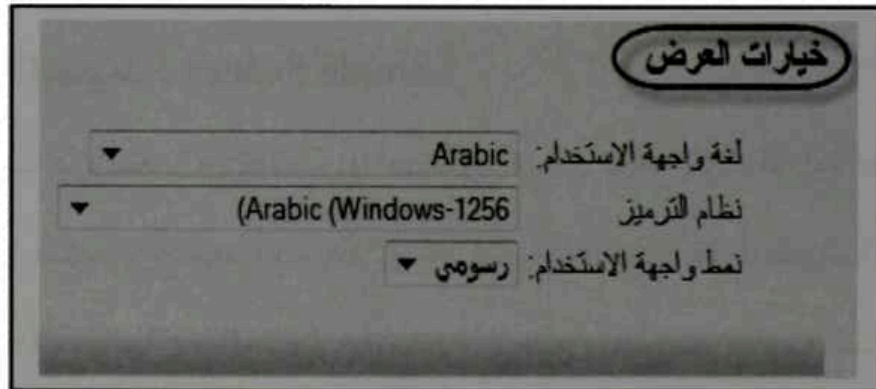 خيارات العرض
لغة واجهة الاستخدام: Arabic
نظام الترميز (Arabic (Windows-1256
نمط واجهة الاستخدام: رسومي